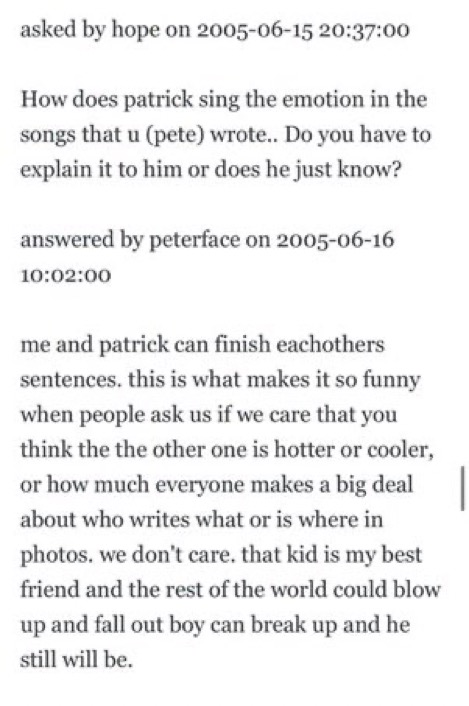 asked by hope on 2005-06-15 20:37:00
How does patrick sing the emotion in the
songs that u (pete) wrote.. Do you have to
explain it to him or does he just know?
answered by peterface on 2005-06-16
10:02:00
me and patrick can finish eachothers
sentences. this is what makes it so funny
when people ask us if we care that you
think the the other one is hotter or cooler,
or how much everyone makes a big deal
about who writes what or is where in
photos. we don't care. that kid is my best
friend and the rest of the world could blow
up and fall out boy can break up and he
still will be.